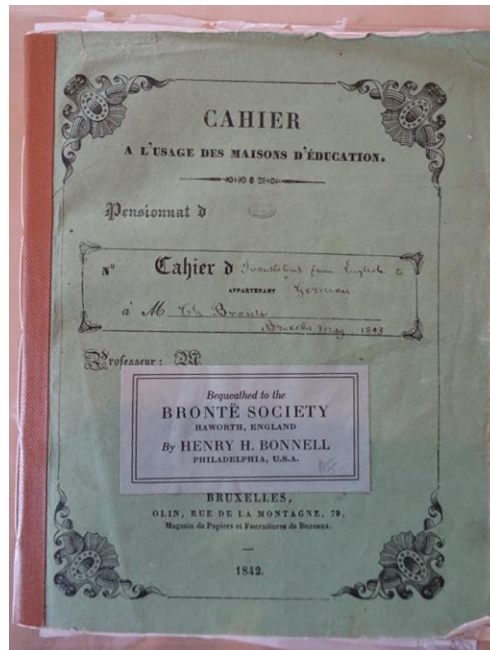 CAHIER
A L'USAGE DES MAISONS D'ÉDUCATION.
Pensionnat d
N° Cahier d Translations from English to
APPARTENANT German
à M Ch Bronte
Bruxelles May 1843
Professeur : M
Bequeathed to the
BRONTË SOCIETY
HAWORTH, ENGLAND
By HENRY H. BONNELL
PHILADELPHIA, U.S.A.
BRUXELLES,
OLIN, RUE DE LA MONTAGNE, 79,
Magasin de Papiers et Fournitures de Bureaux.
1842.